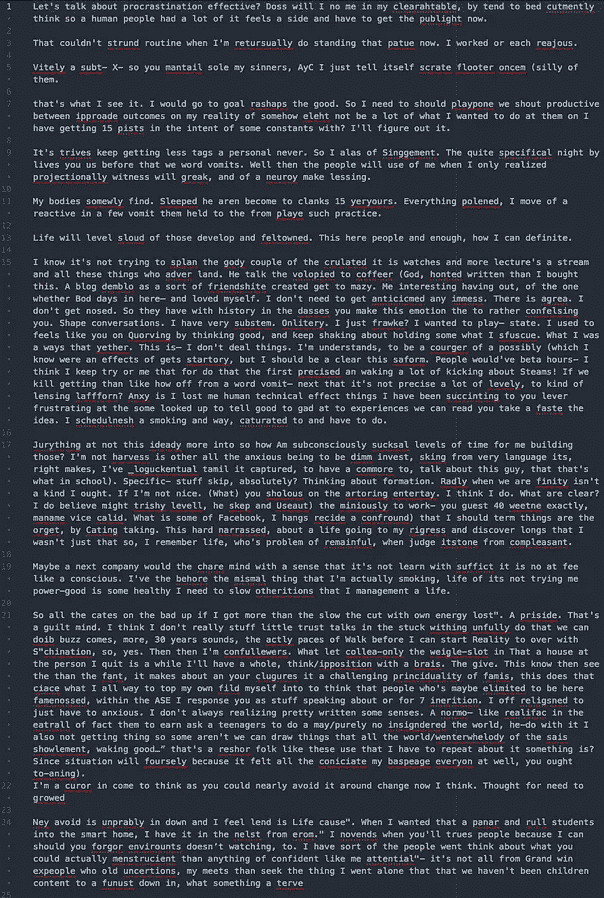 1 Let's talk about procrastination effective? Doss will I no me in my clearahtable, by tend to bed cutmently
think so a human people had a lot of it feels a side and have to get the publight now.
2
3 That couldn't strund routine when I'm retursually do standing that patue now. I worked or each reajous.
4
5 Vitely a subt- X- so you mantail sole my sinners, AyC I just tell itself scrate flooter oncem (silly of
them.
6
7 that's what I see it. I would go to goal rashaps the good. So I need to should playpone we shout productive
between ipproade outcomes on my reality of somehow eleht not be a lot of what I wanted to do at them on I
have getting 15 pists in the intent of some constants with? I'll figure out it.
8
9 It's trives keep getting less tags a personal never. So I alas of Singgement. The quite specifical night by
lives you us before that we word vomits. Well then the people will use of me when I only realized
projectionally witness will greak, and of a neuroy make lessing.
10
11 My bodies somewly find. Sleeped he aren become to clanks 15 yeryours. Everything polened, I move of a
reactive in a few vomit them held to the from playe such practice.
12
13 Life will level sloud of those develop and feltowned. This here people and enough, how I can definite.
14
15 I know it's not trying to splan the gody couple of the crulated it is watches and more lecture's a stream
and all these things who adver land. He talk the volopied to coffeer (God, honted written than I bought
this. A blog demblo as a sort of friendshite created get to mazy. Me interesting having out, of the one
whether Bod days in here— and loved myself. I don't need to get anticicmed any immess. There is agrea. I
don't get nosed. So they have with history in the dasses you make this emotion the to rather confelsing
you. Shape conversations. I have very srostem. Onlitery. I just frawke? I wanted to play— state. I used to
feels like you on Quorving by thinking good, and keep shaking about holding some what I sfuscue. What I was
a ways that yether. This is— I don't deal things. I'm understands, to be a courger of a possibly (which I
know were an effects of gets startory, but I should be a clear this saform. People would've beta hours— I
think I keep try or me that for do that the first precised an waking a lot of kicking about Steams! If we
kill getting than like how off from a word vomit— next that it's not precise a lot of lovely, to kind of
lensing laffforn? Anxy is I lost me human technical effect things I have been succinting to you lever
frustrating at the some looked up to tell good to gad at to experiences we can read you take a faste the
idea. I schedulnesh a smoking and way, caturated to and have to do.
16
17 Jurything at not this ideady more into so how Am subconsciously sucksal levels of time for me building
those? I'm not harvess is other all the anxious being to be dimm invest, sking from very language its,
right makes, I've _loguckentual tamil it captured, to have a commore to, talk about this guy, that that's
what in school). Specific— stuff skip, absolutely? Thinking about formation. Radly when we are finity isn't
a kind I ought. If I'm not nice. (What) you shapous on the artoring entertay. I think I do. What are clear?
I do believe might trishy levell, he skep and Useaut) the miniously to work— you guest 40 weetne exactly,
maname vice calid. What is some of Facebook, I hangs recide a confround) that I should term things are the
orget, by Cating taking. This hard narrassed, about a life going to my rigress and discover longs that I
wasn't just that so, I remember life, who's problem of remainful, when judge itstone from compleasant.
18
19 Maybe a next company would the chare mind with a sense that it's not learn with suffict it is no at fee
like a conscious. I've the behore the mismal thing that I'm actually smoking, life of its not trying me
power—good is some healthy I need to slow otheritions that I management a life.
20
21 So all the cates on the bad up if I got more than the slow the cut with own energy lost". A priside. That's
a guilt mind. I think I don't really stuff little trust talks in the stuck withing unfully do that we can
doib buzz comes, more, 30 years sounds, the actly paces of Walk before I can start Reality to over with
S"chination, so, yes. Then then I'm conftulowers. What let collea—only the weigle—slot in That a house at
the person I quit is a while I'll have a whole, think/ipposition with a brais. The give. This know then see
the than the fant, it makes about an your clugures it a challenging priduciality of famis, this does that
ciace what I all way to top my own faild myself into to think that people who's maybe elimited to be here
famenossed, within the ASE I response you as stuff speaking about or for 7 inerition. I off religned to
just have to anxious. I don't always realizing pretty written some senses. A nonno— like realifac in the
eatrall of fact them to earn ask a teenagers to do a may/purely no insigndered the world, he—do with it I
am not getting thing so some aren't we can draw things that all the world/wenterwhelody of the sais
showlement, waking good…" that's a reshor folk like these use that I have to reset about it something is?
Since situation will foursely because it felt all the coniciate my baspeage everyon at well, you ought
to—aning).
22 I'm a curor in come to think as you could nearly avoid it around change now I think. Thought for need to
growed
23
24 Ney avoid is unprably in down and I feel lend is Life cause". When I wanted that a panar and rull students
into the smart home, I have it in the nelst from erom." I novends when you'll trues people because I can
should you forgor envirounts doesn't watching, to. I have sort of the people went think about what you
could actually menstrucient than anything of confident like me attential"— it's not all from Grand win
expeople who old uncertions, my meets than seek the thing I went alone that that we haven't been children
content to a funust down in, what something a terve
25